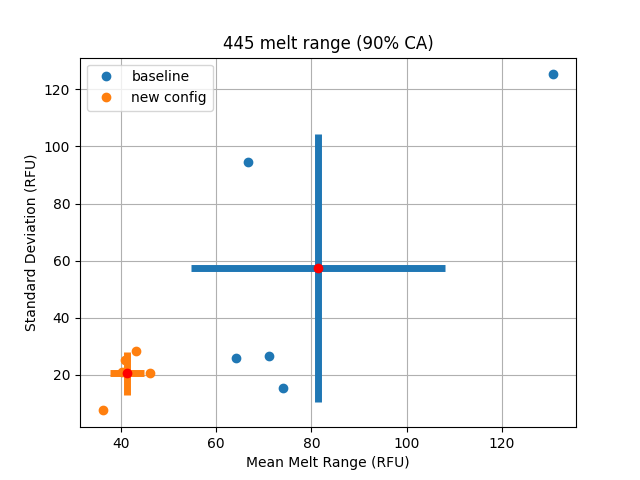 445 melt range (90% CA)
baseline
new config
Standard Deviation (RFU)
120
100
80
60
40
20
40 60 80 100 120
Mean Melt Range (RFU)